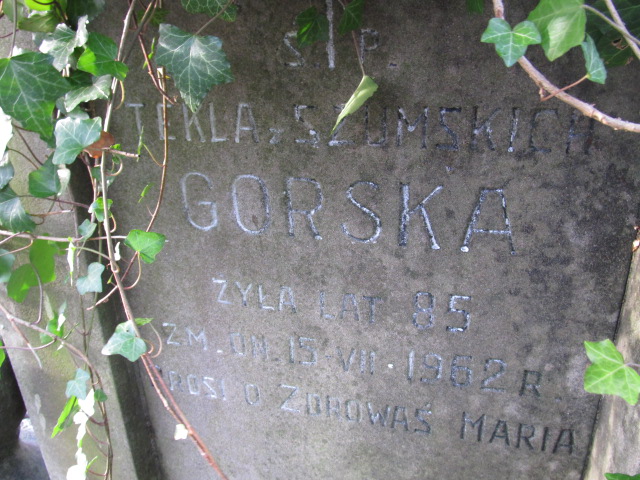 Ś P.
TEKLA z SZUMSKICH
GORSKA
ŻYŁA LAT 85
ZM. DN. 15 VII 1962 R.
PROSI O ZDROWAŚ MARIA